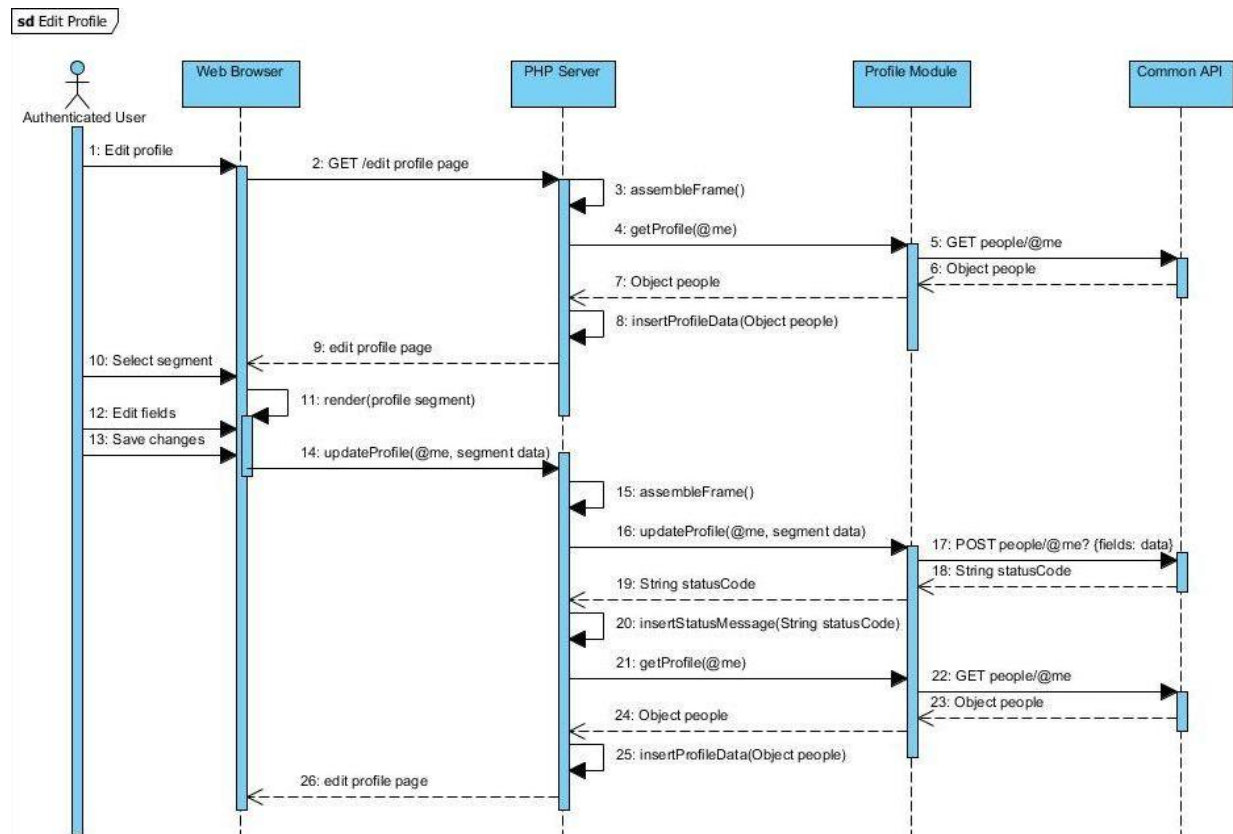 sd Edit Profile
Web Browser
PHP Server
Profile Module
Common API
Authenticated User
1: Edit profile
2: GET /edit profile page
3: assembleFrame()
4: getProfile(@me)
5: GET people/@me
6: Object people
7: Object people
8: insertProfileData(Object people)
9: edit profile page
10: Select segment
11: render(profile segment)
12: Edit fields
13: Save changes
14: updateProfile(@me, segment data)
15: assembleFrame()
16: updateProfile(@me, segment data)
17: POST people/@me? {fields: data}
18: String statusCode
19: String statusCode
20: insertStatusMessage(String statusCode)
21: getProfile(@me)
22: GET people/@me
23: Object people
24: Object people
25: insertProfileData(Object people)
26: edit profile page